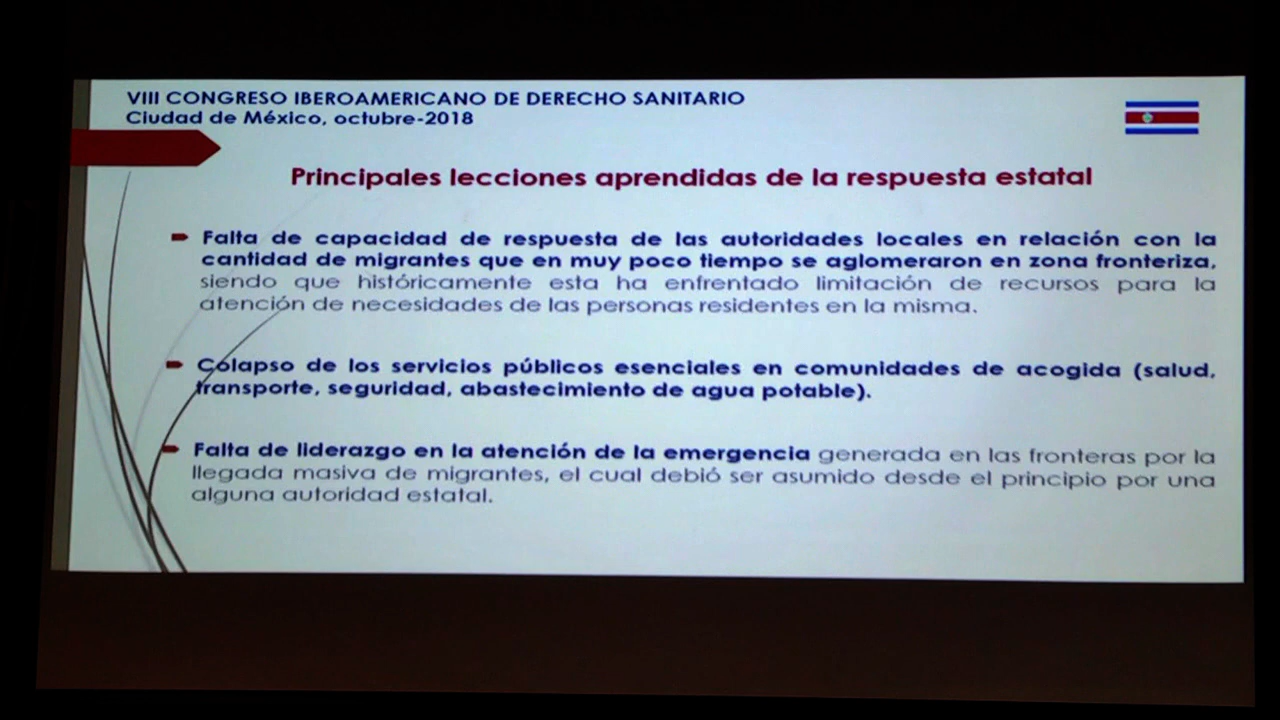 VIII CONGRESO IBEROAMERICANO DE DERECHO SANITARIO
Ciudad de México, octubre-2018
Principales lecciones aprendidas de la respuesta estatal
Falta de capacidad de respuesta de las autoridades locales en relación con la
cantidad de migrantes que en muy poco tiempo se aglomeraron en zona fronteriza,
siendo que históricamente esta ha enfrentado limitación de recursos para la
atención de necesidades de las personas residentes en la misma.
Colapso de los servicios públicos esenciales en comunidades de acogida (salud,
transporte, seguridad, abastecimiento de agua potable).
Falta de liderazgo en la atención de la emergencia generada en las fronteras por la
llegada masiva de migrantes, el cual debió ser asumido desde el principio por una
alguna autoridad estatal.